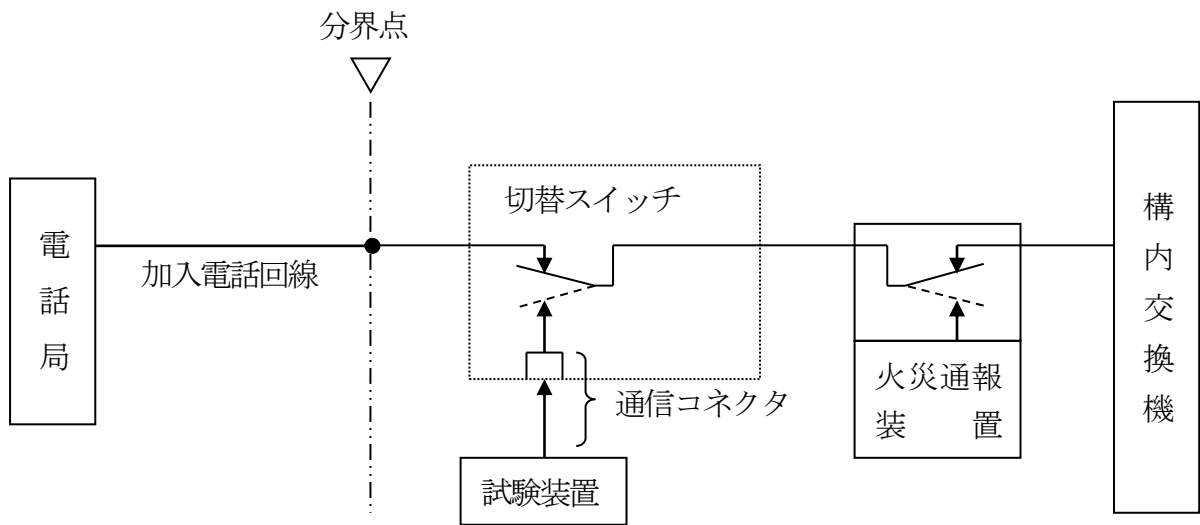 分界点
切替スイッチ
電話局
加入電話回線
構内交換機
火災通報
装置
通信コネクタ
試験装置